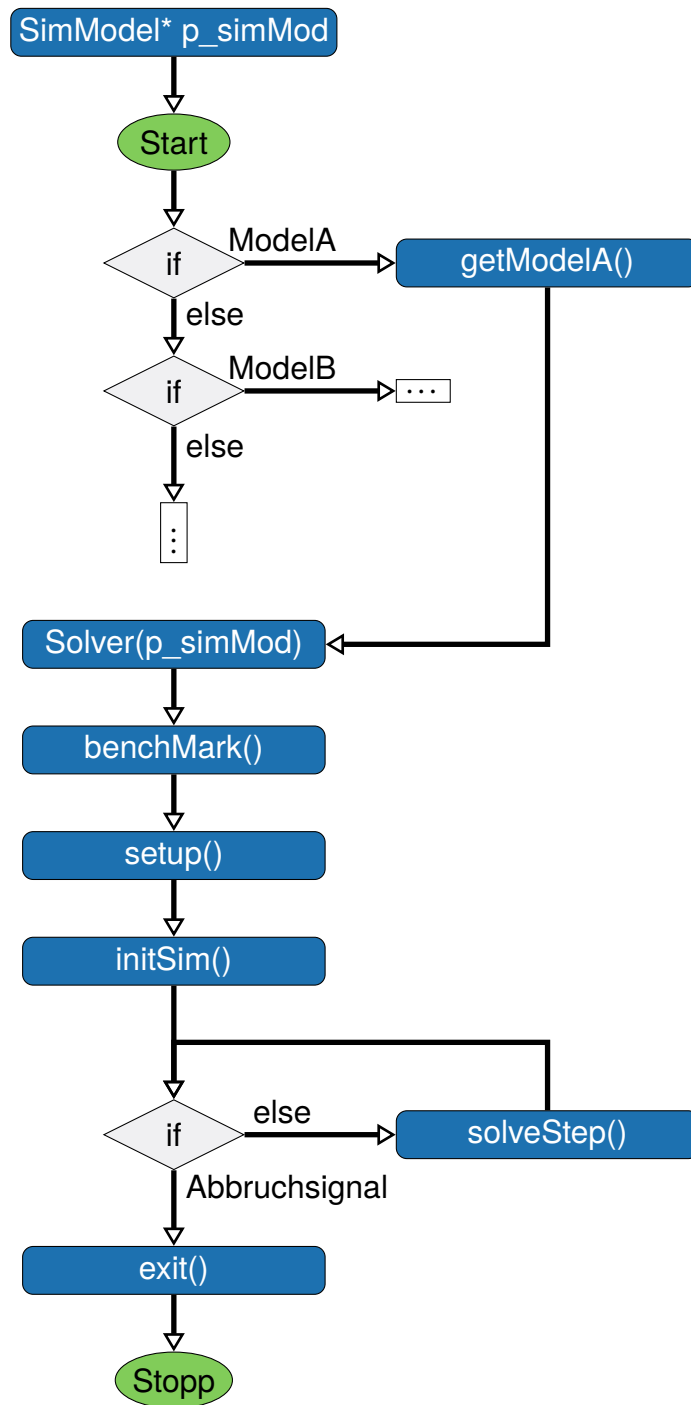 SimModel* p_simMod
Start
if
ModelA
getModelA()
else
if
ModelB
...
else
...
Solver(p_simMod)
benchMark()
setup()
initSim()
if
else
solveStep()
Abbruchsignal
exit()
Stopp